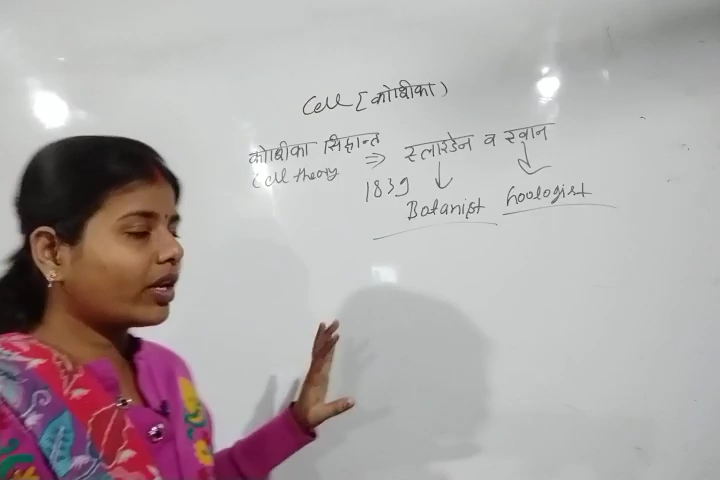 Cell [कोशीका)
कोशीका सिद्दान्त ⇒ स्लाइडेन व स्वान
Cell theory
1839 Botanist Zoologist